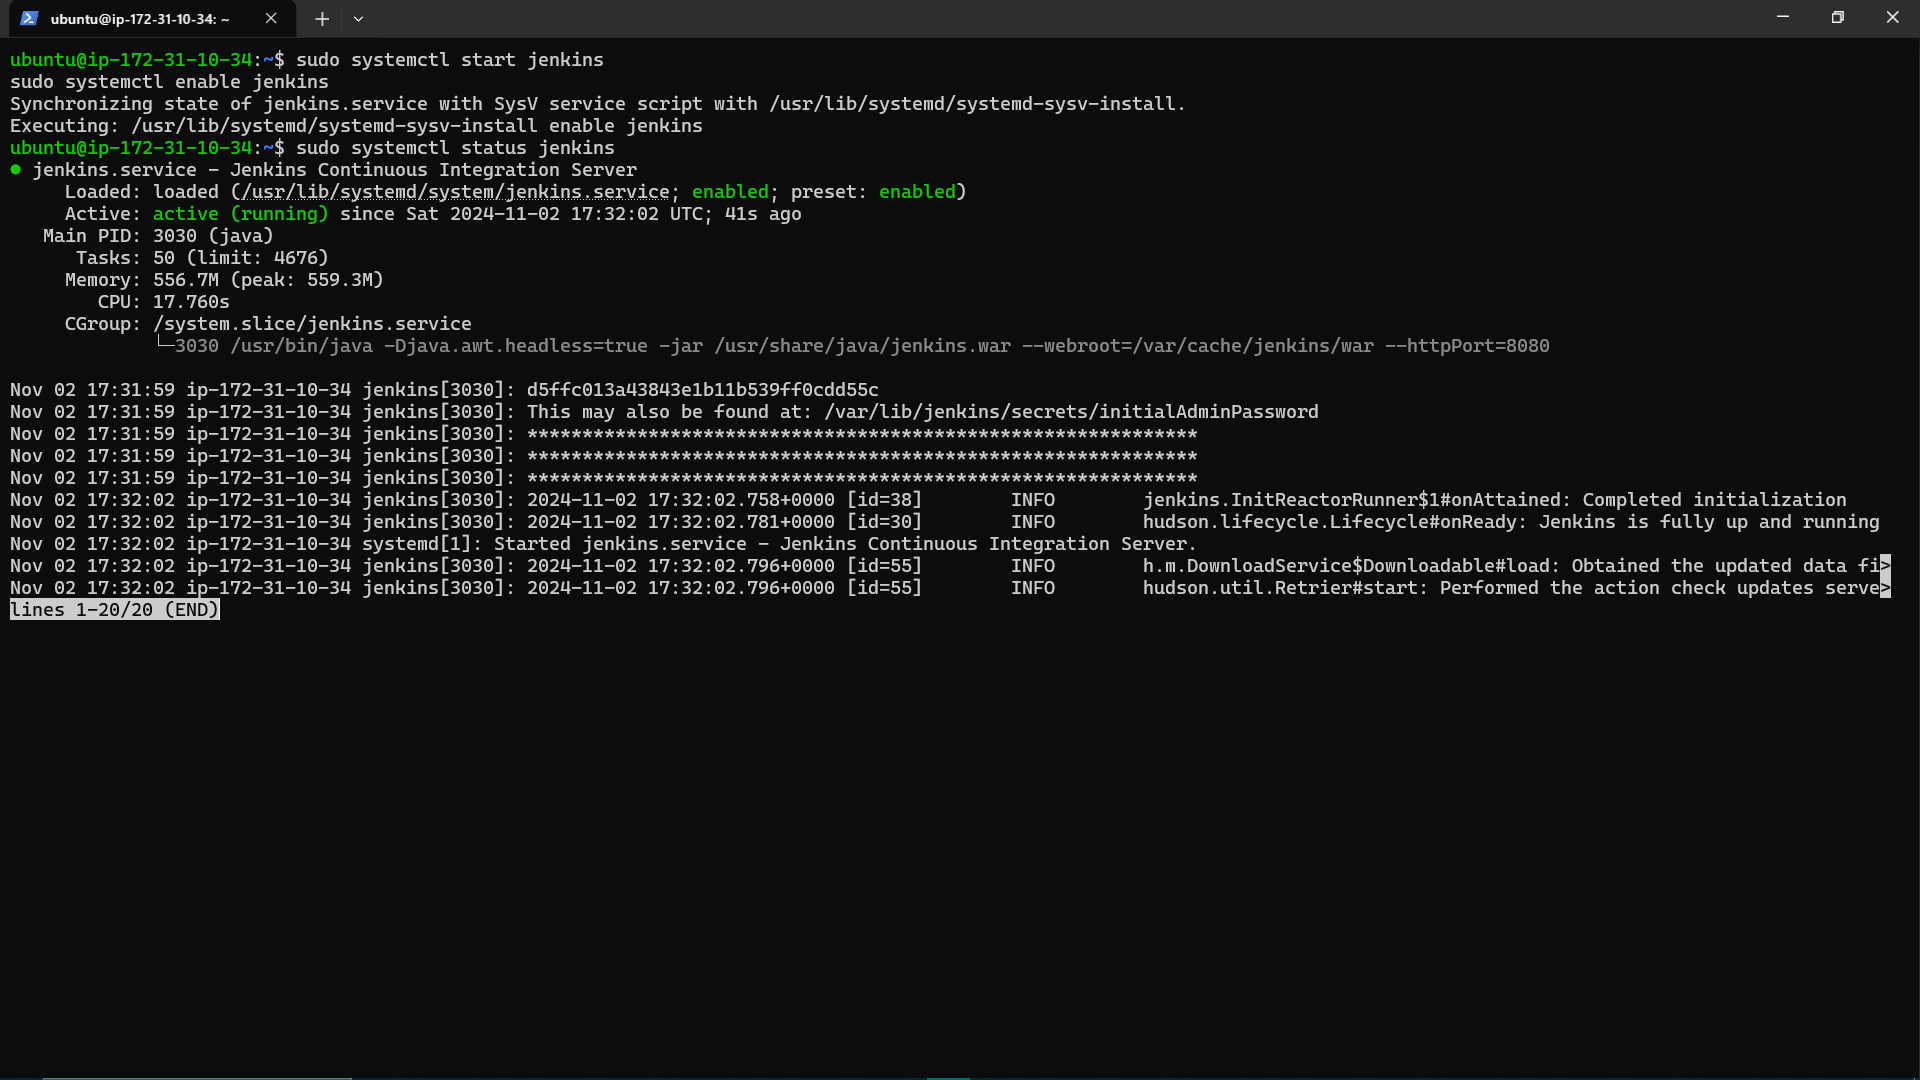 ubuntu@ip-172-31-10-34: ~
ubuntu@ip-172-31-10-34:~$ sudo systemctl start jenkins
sudo systemctl enable jenkins
Synchronizing state of jenkins.service with SysV service script with /usr/lib/systemd/systemd-sysv-install.
Executing: /usr/lib/systemd/systemd-sysv-install enable jenkins
ubuntu@ip-172-31-10-34:~$ sudo systemctl status jenkins
● jenkins.service - Jenkins Continuous Integration Server
     Loaded: loaded (/usr/lib/systemd/system/jenkins.service; enabled; preset: enabled)
     Active: active (running) since Sat 2024-11-02 17:32:02 UTC; 41s ago
   Main PID: 3030 (java)
      Tasks: 50 (limit: 4676)
     Memory: 556.7M (peak: 559.3M)
        CPU: 17.760s
     CGroup: /system.slice/jenkins.service
             └─3030 /usr/bin/java -Djava.awt.headless=true -jar /usr/share/java/jenkins.war --webroot=/var/cache/jenkins/war --httpPort=8080
Nov 02 17:31:59 ip-172-31-10-34 jenkins[3030]: d5ffc013a43843e1b11b539ff0cdd55c
Nov 02 17:31:59 ip-172-31-10-34 jenkins[3030]: This may also be found at: /var/lib/jenkins/secrets/initialAdminPassword
Nov 02 17:31:59 ip-172-31-10-34 jenkins[3030]: *************************************************************
Nov 02 17:31:59 ip-172-31-10-34 jenkins[3030]: *************************************************************
Nov 02 17:31:59 ip-172-31-10-34 jenkins[3030]: *************************************************************
Nov 02 17:32:02 ip-172-31-10-34 jenkins[3030]: 2024-11-02 17:32:02.758+0000 [id=38]        INFO        jenkins.InitReactorRunner$1#onAttained: Completed initialization
Nov 02 17:32:02 ip-172-31-10-34 jenkins[3030]: 2024-11-02 17:32:02.781+0000 [id=30]        INFO        hudson.lifecycle.Lifecycle#onReady: Jenkins is fully up and running
Nov 02 17:32:02 ip-172-31-10-34 systemd[1]: Started jenkins.service - Jenkins Continuous Integration Server.
Nov 02 17:32:02 ip-172-31-10-34 jenkins[3030]: 2024-11-02 17:32:02.796+0000 [id=55]        INFO        h.m.DownloadService$Downloadable#load: Obtained the updated data fi>
Nov 02 17:32:02 ip-172-31-10-34 jenkins[3030]: 2024-11-02 17:32:02.796+0000 [id=55]        INFO        hudson.util.Retrier#start: Performed the action check updates serve>
lines 1-20/20 (END)